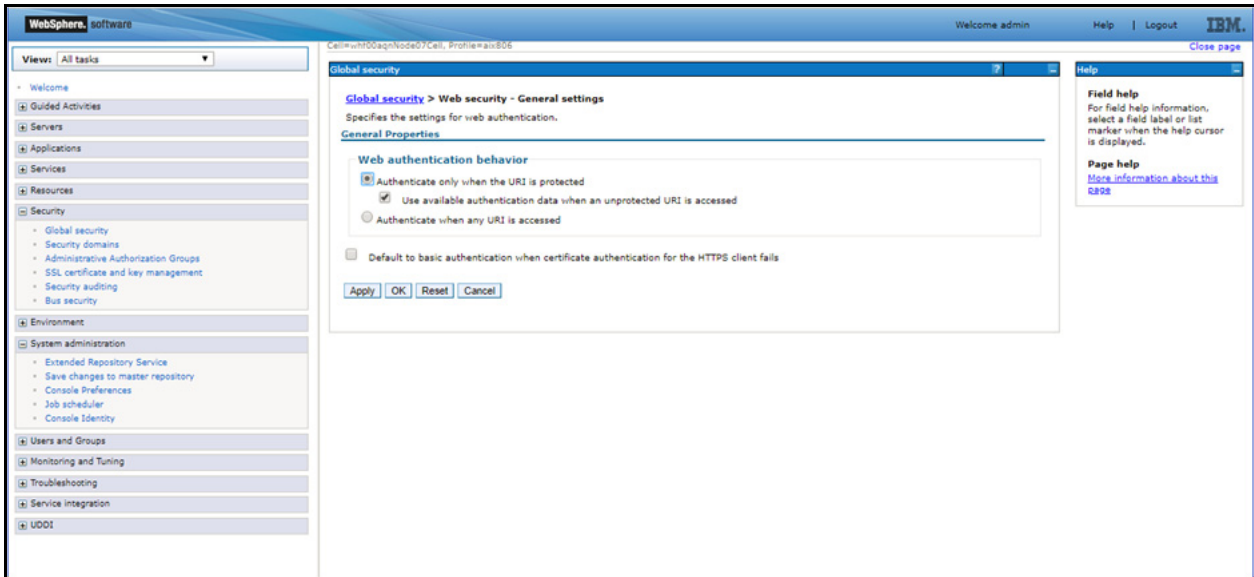 WebSphere. software
Welcome admin
Help | Logout
IBM.
View: All tasks
Welcome
Guided Activities
Servers
Applications
Services
Resources
Security
Global security
Security domains
Administrative Authorization Groups
SSL certificate and key management
Security auditing
Bus security
Environment
System administration
Extended Repository Service
Save changes to master repository
Console Preferences
Job scheduler
Console Identity
Users and Groups
Monitoring and Tuning
Troubleshooting
Service integration
UDDI
Cell=whf00aqnNode07Cell, Profile=aix806
Close page
Global security ?
Global security > Web security - General settings
Specifies the settings for web authentication.
General Properties
Web authentication behavior
Authenticate only when the URI is protected
Use available authentication data when an unprotected URI is accessed
Authenticate when any URI is accessed
Default to basic authentication when certificate authentication for the HTTPS client fails
Apply OK Reset Cancel
Help
Field help
For field help information,
select a field label or list
marker when the help cursor
is displayed.
Page help
More information about this
page